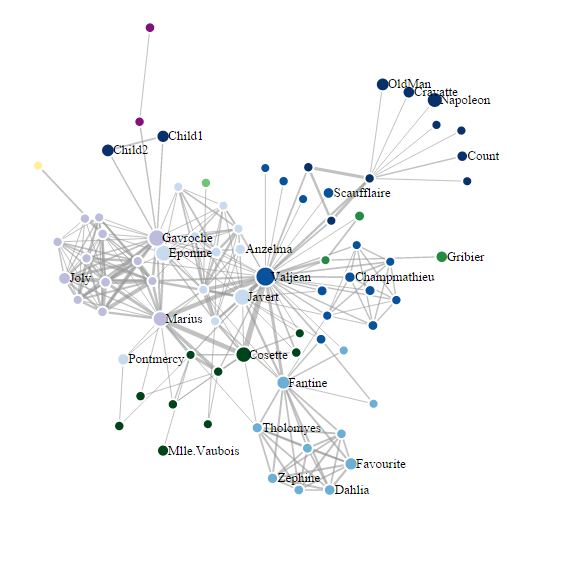 OldMan
Cravatte
Napoleon
Child1
Child2
Count
Scaufflaire
Gavroche
Anzelma
Eponine
Gribier
Joly
Valjean
Champmathieu
Javert
Marius
Cosette
Pontmercy
Fantine
Tholomyes
Mlle.Vaubois
Favourite
Zephine
Dahlia